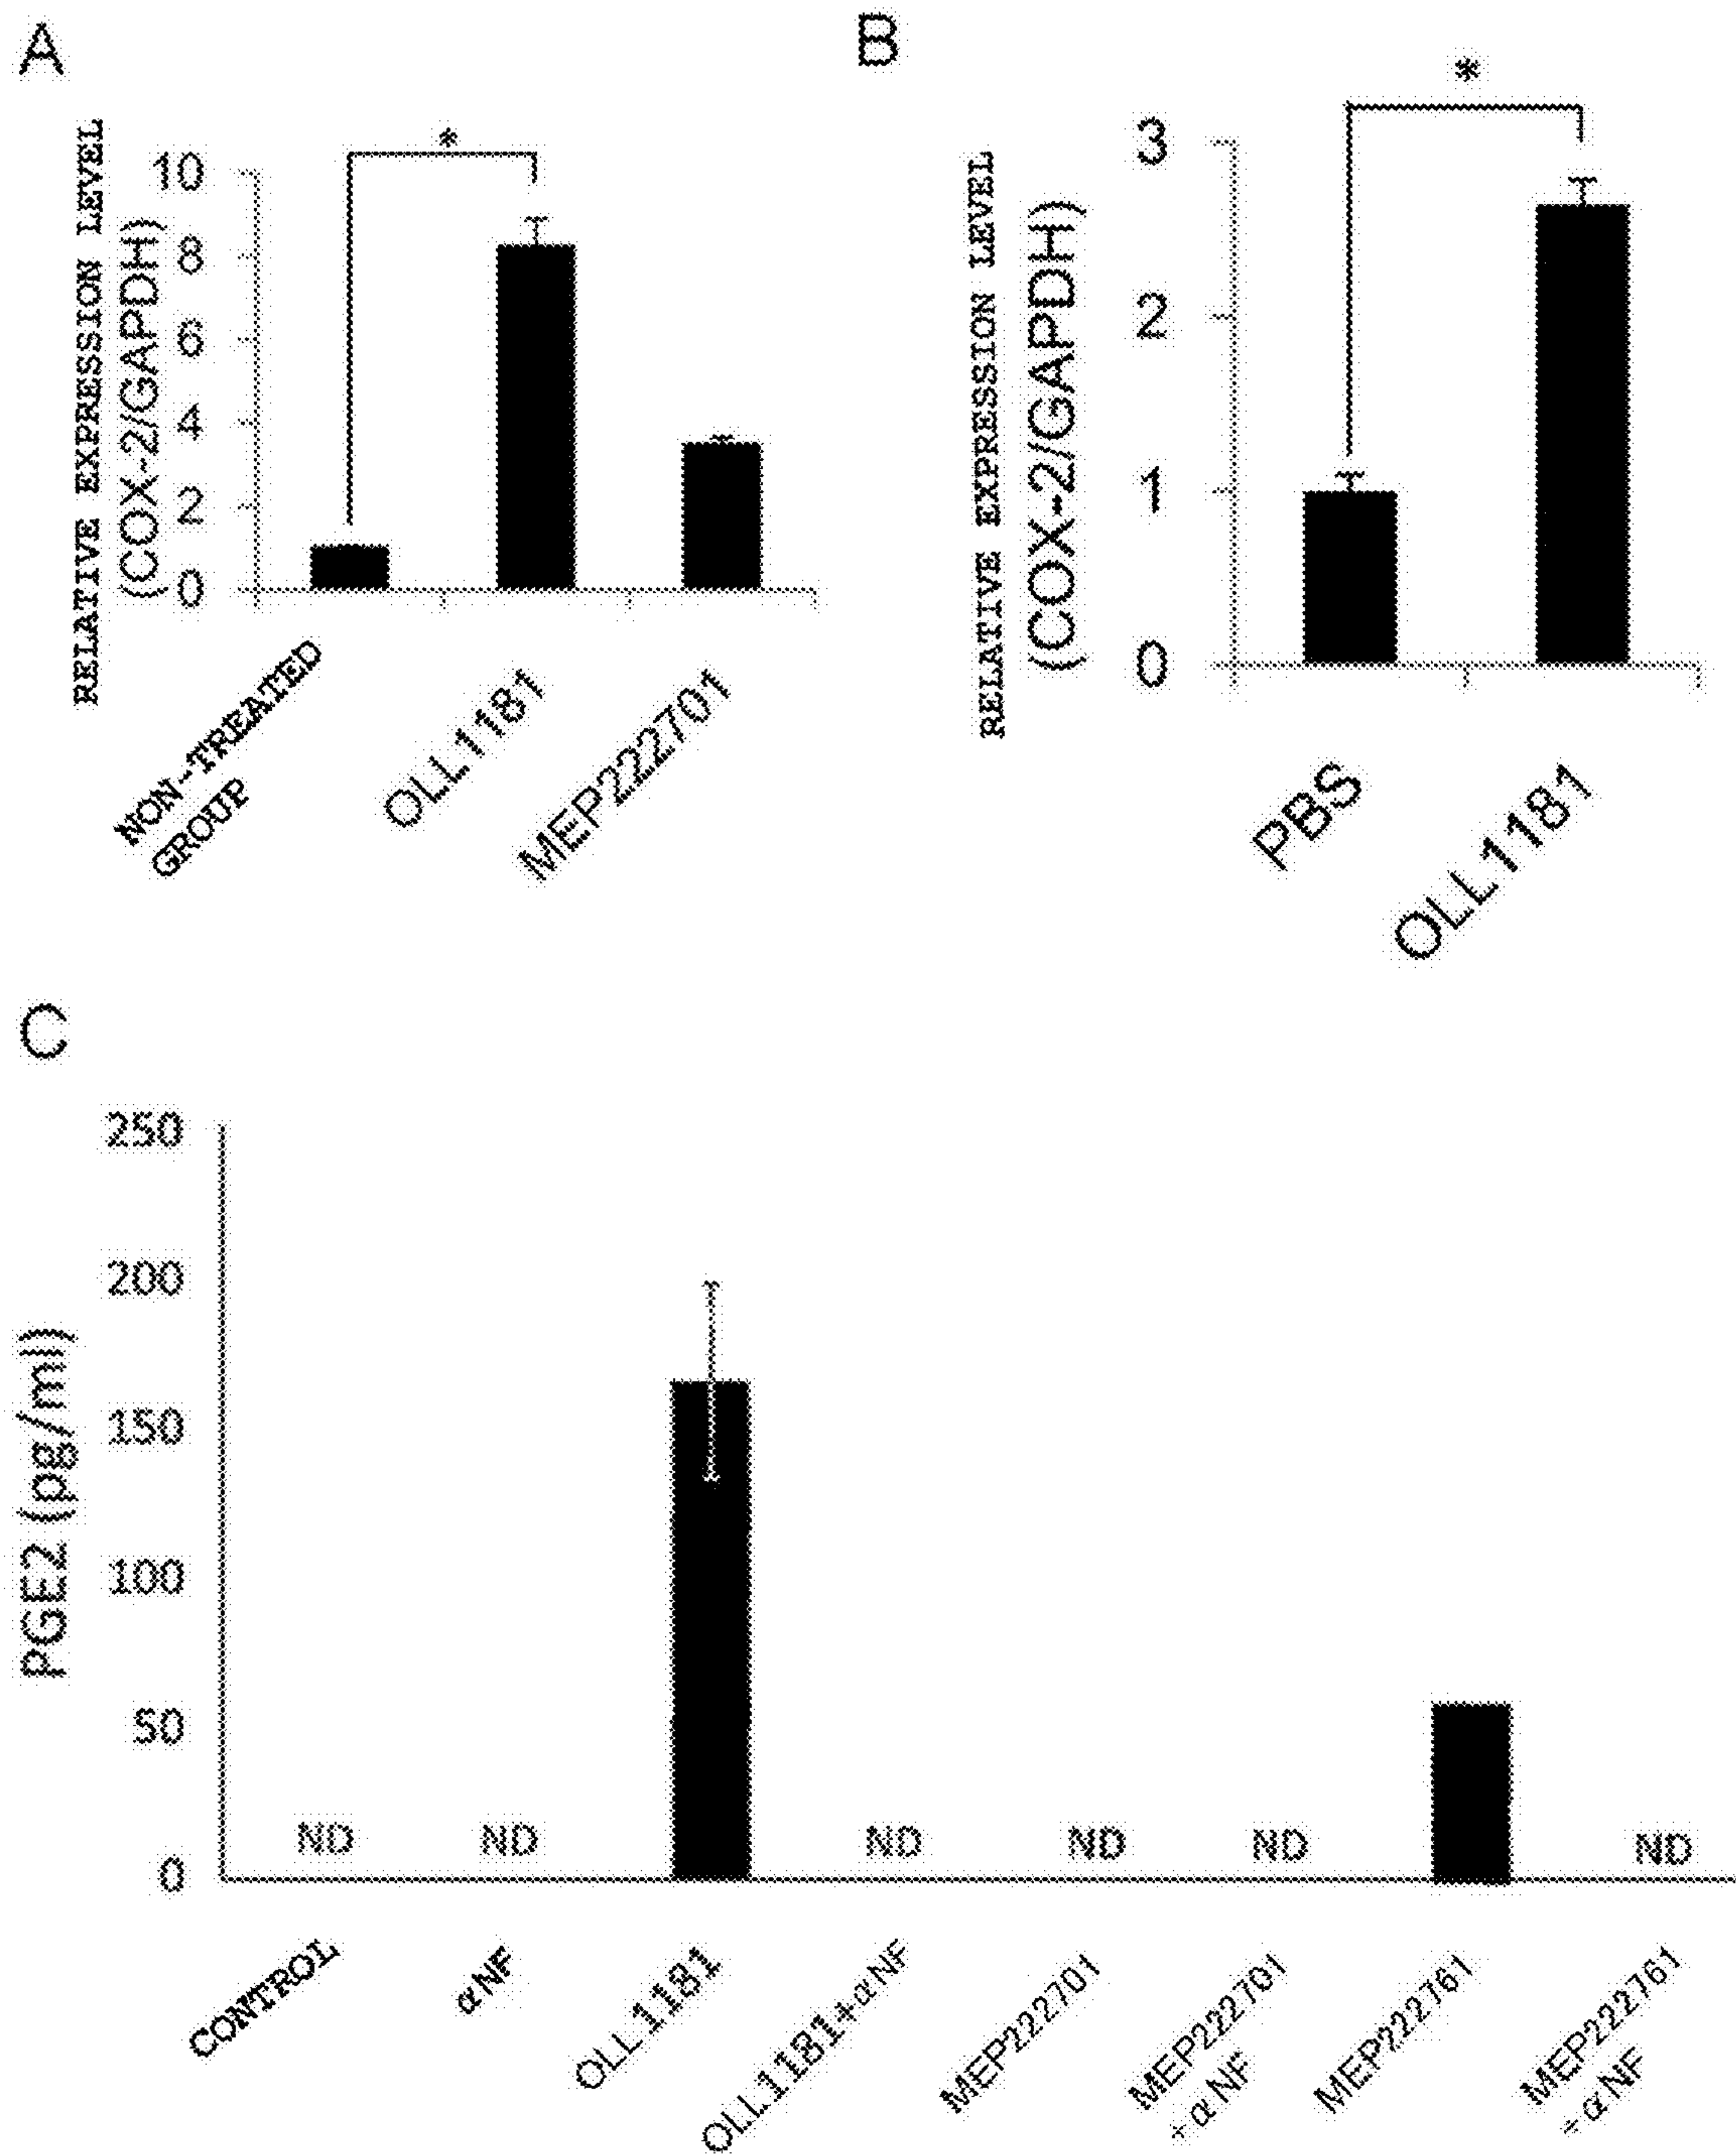 A
RELATIVE EXPRESSION LEVEL
(COX-2/GAPDH)
10
8
6
4
2
0
*
NON-TREATED
GROUP
OLL1181
MEP222701
B
RELATIVE EXPRESSION LEVEL
(COX-2/GAPDH)
3
2
1
0
*
PBS
OLL1181
C
PGE2 (pg/ml)
250
200
150
100
50
0
ND
ND
ND
ND
ND
ND
CONTROL
αNF
OLL1181
OLL1181+αNF
MEP222701
MEP222701
+αNF
MEP222761
MEP222761
+αNF